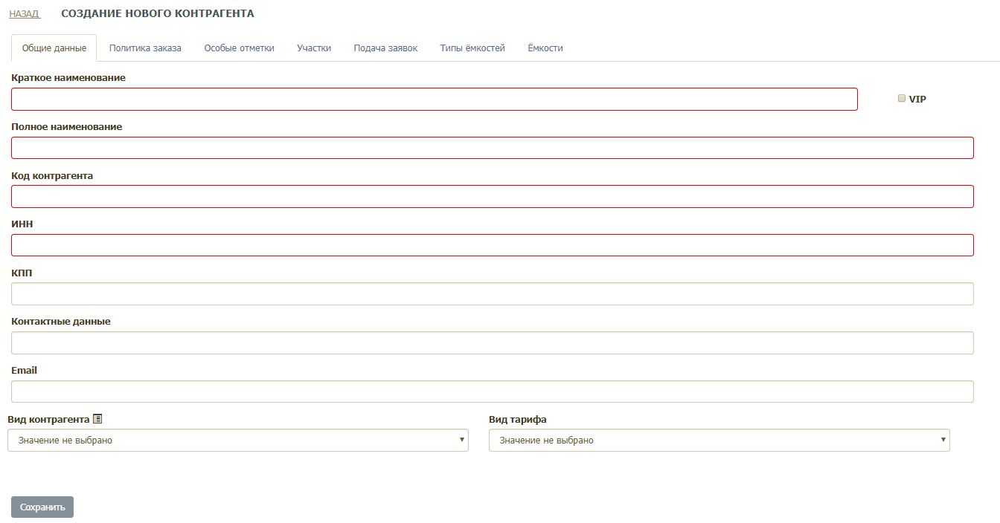 НАЗАД СОЗДАНИЕ НОВОГО КОНТРАГЕНТА
Общие данные Политика заказа Особые отметки Участки Подача заявок Типы ёмкостей Ёмкости
Краткое наименование
VIP
Полное наименование
Код контрагента
ИНН
КПП
Контактные данные
Email
Вид контрагента Вид тарифа
Значение не выбрано Значение не выбрано
Сохранить